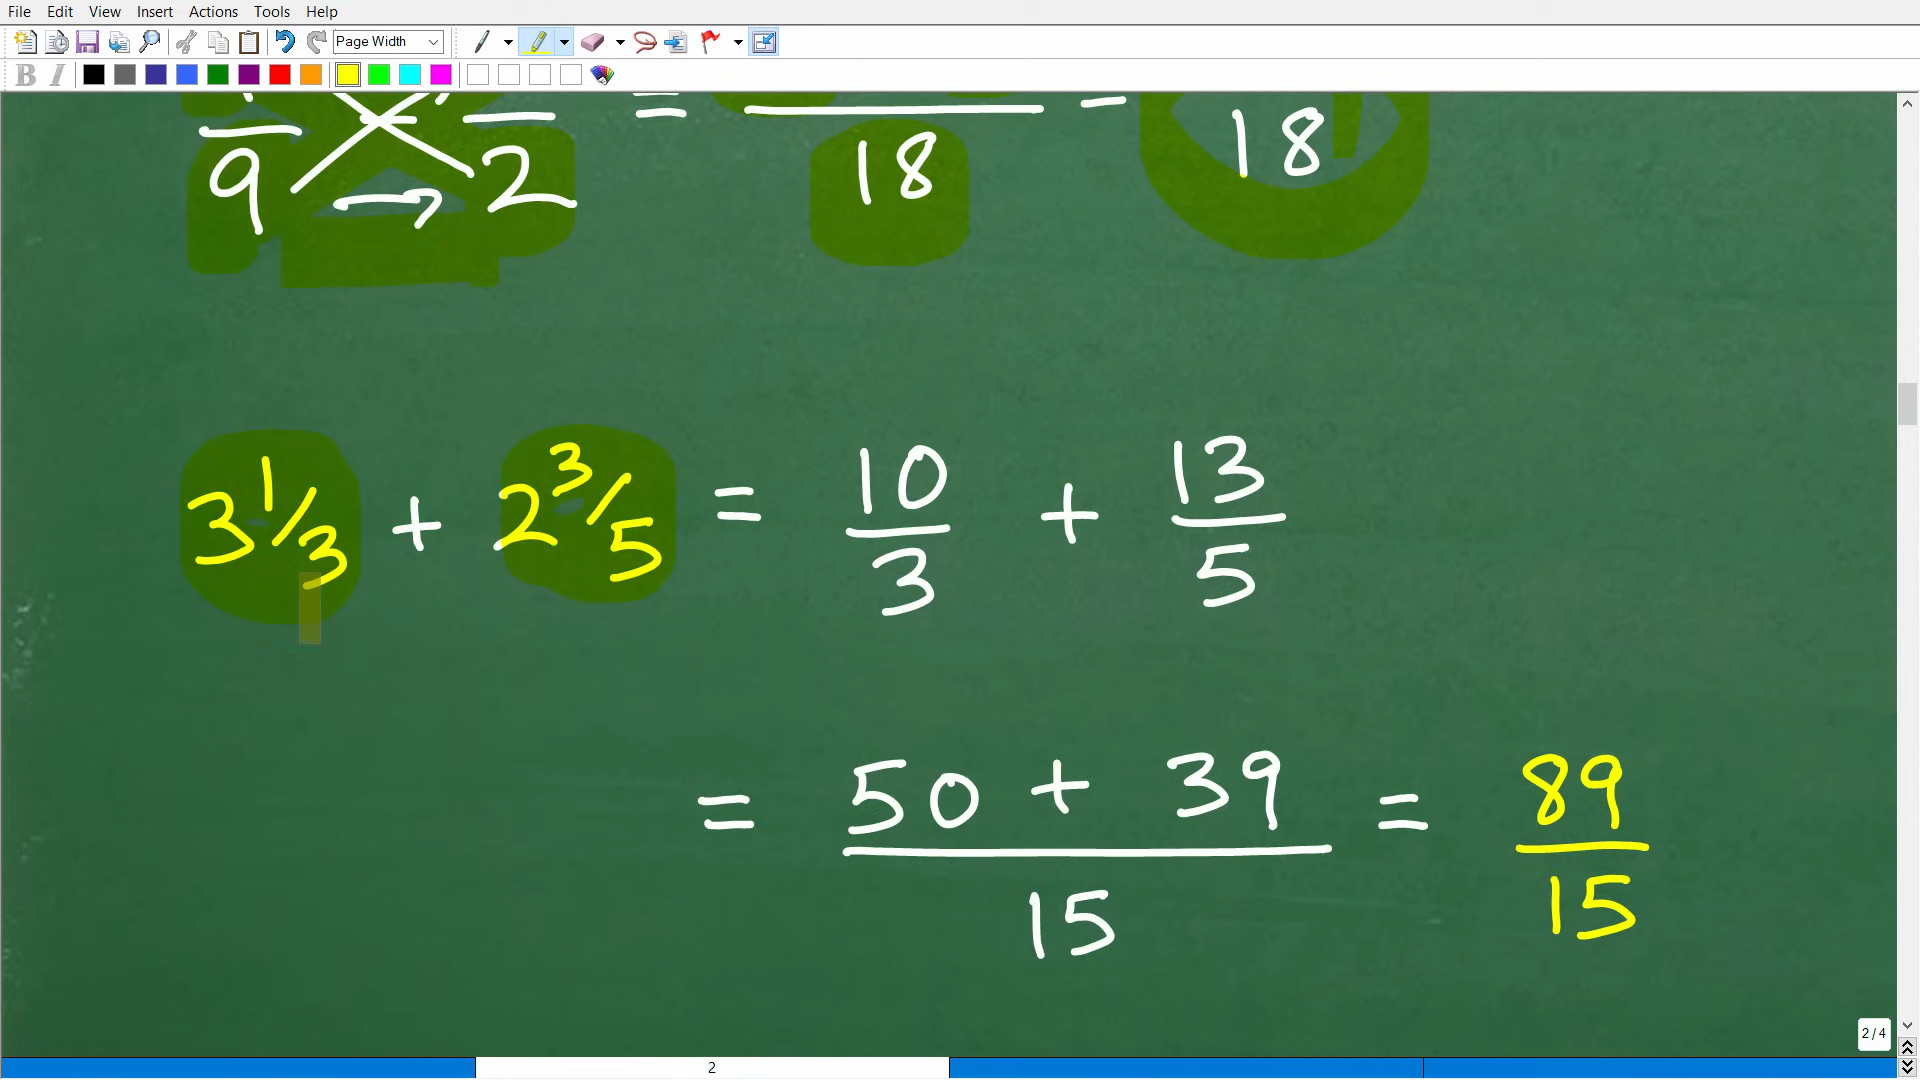 File Edit View Insert Actions Tools Help
Page Width
B I
9 → 2 = 18 = 18
3 1/3 + 2 3/5 = 10/3 + 13/5
= 50 + 39 / 15 = 89/15
2 / 4
2